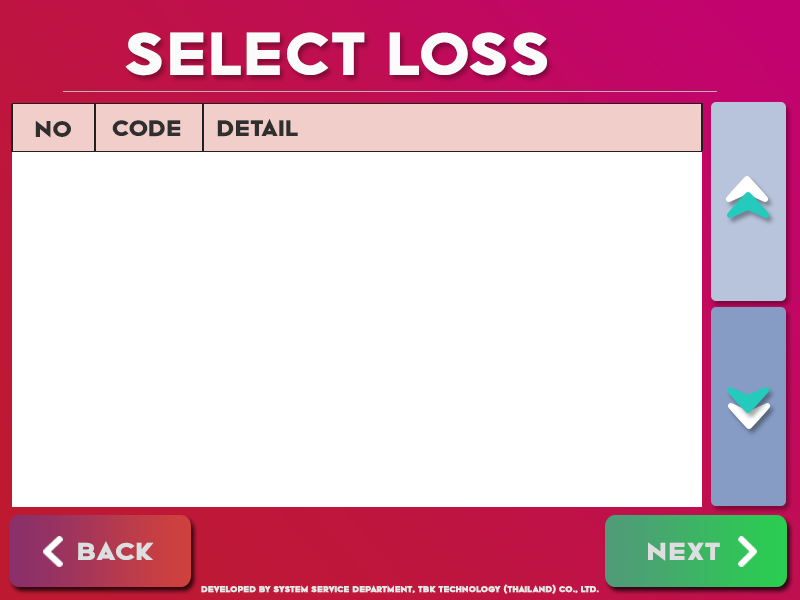 SELECT LOSS
NO CODE DETAIL
BACK NEXT
DEVELOPED BY SYSTEM SERVICE DEPARTMENT, TBK TECHNOLOGY (THAILAND) CO., LTD.